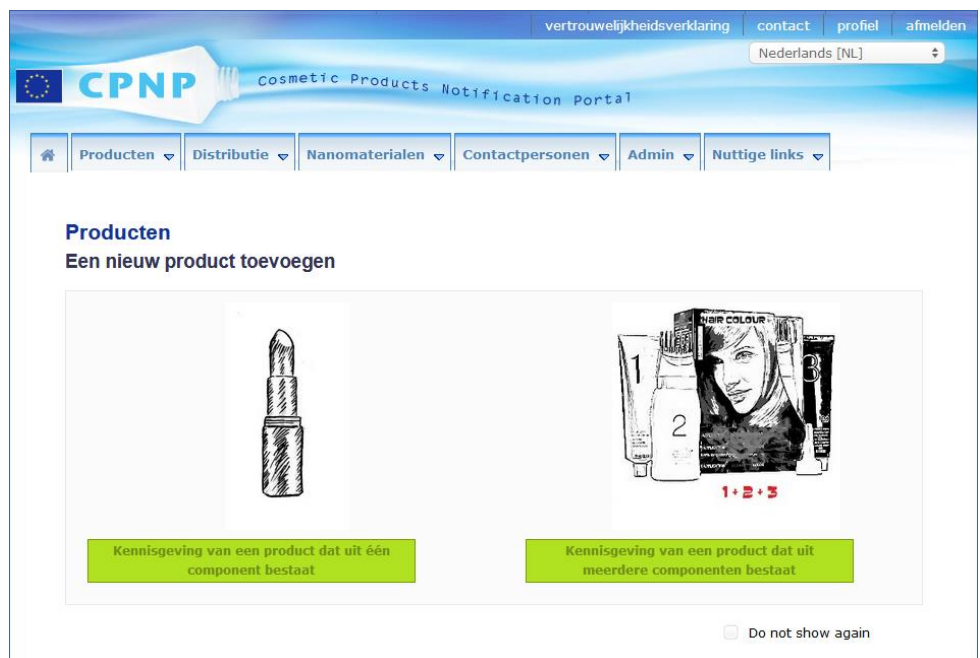 vertrouwelijkheidsverklaring contact profiel afmelden
Nederlands [NL]
CPNP Cosmetic Products Notification Portal
Producten Distributie Nanomaterialen Contactpersonen Admin Nuttige links
Producten
Een nieuw product toevoegen
HAIR COLOUR
1
2
3
1+2+3
Kennisgeving van een product dat uit één
component bestaat
Kennisgeving van een product dat uit
meerdere componenten bestaat
Do not show again